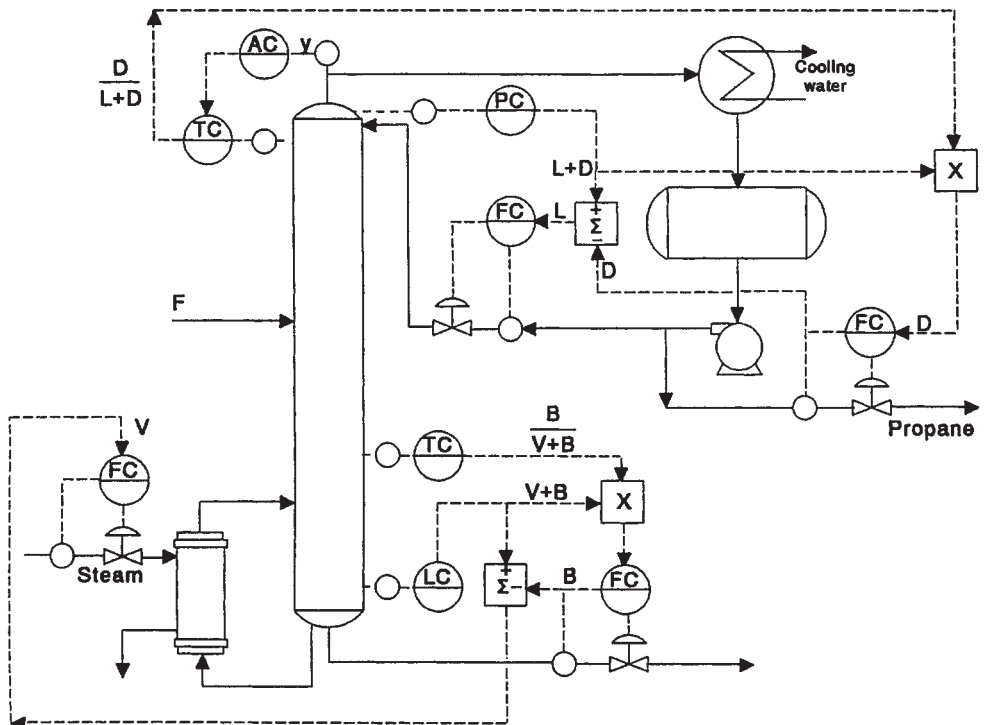 AC
y
D
L+D
TC
PC
Cooling
water
X
L+D
FC
L
+
Σ
−
D
F
FC
D
Propane
B
V+B
TC
V
FC
V+B
X
Steam
LC
+
Σ −
B
FC